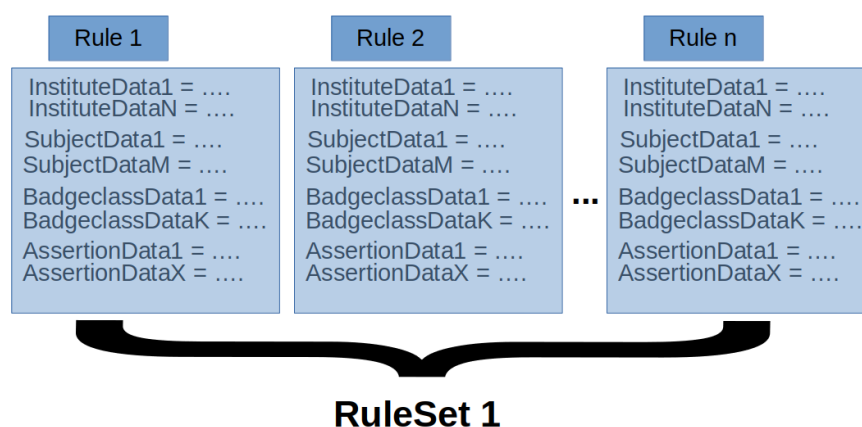 Rule 1
InstituteData1 = ....
InstituteDataN = ....
SubjectData1 = ....
SubjectDataM = ....
BadgeclassData1 = ....
BadgeclassDataK = ....
AssertionData1 = ....
AssertionDataX = ....
Rule 2
InstituteData1 = ....
InstituteDataN = ....
SubjectData1 = ....
SubjectDataM = ....
BadgeclassData1 = ....
BadgeclassDataK = ....
AssertionData1 = ....
AssertionDataX = ....
...
Rule n
InstituteData1 = ....
InstituteDataN = ....
SubjectData1 = ....
SubjectDataM = ....
BadgeclassData1 = ....
BadgeclassDataK = ....
AssertionData1 = ....
AssertionDataX = ....
RuleSet 1